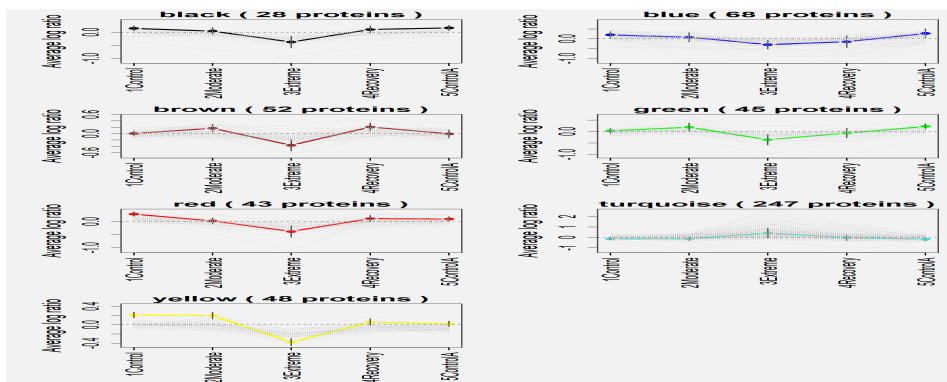 black ( 28 proteins )
Average log ratio
0.0
-1.0
1Control
2Moderate
3Extreme
4Recovery
5ControlA
blue ( 68 proteins )
Average log ratio
0.0
-1.0
1Control
2Moderate
3Extreme
4Recovery
5ControlA
brown ( 52 proteins )
Average log ratio
0.6
0.0
-0.6
1Control
2Moderate
3Extreme
4Recovery
5ControlA
green ( 45 proteins )
Average log ratio
0.0
-1.0
1Control
2Moderate
3Extreme
4Recovery
5ControlA
red ( 43 proteins )
Average log ratio
0.0
-1.0
1Control
2Moderate
3Extreme
4Recovery
5ControlA
turquoise ( 247 proteins )
Average log ratio
2
1
0
-1
1Control
2Moderate
3Extreme
4Recovery
5ControlA
yellow ( 48 proteins )
Average log ratio
0.4
0.0
-0.4
1Control
2Moderate
3Extreme
4Recovery
5ControlA